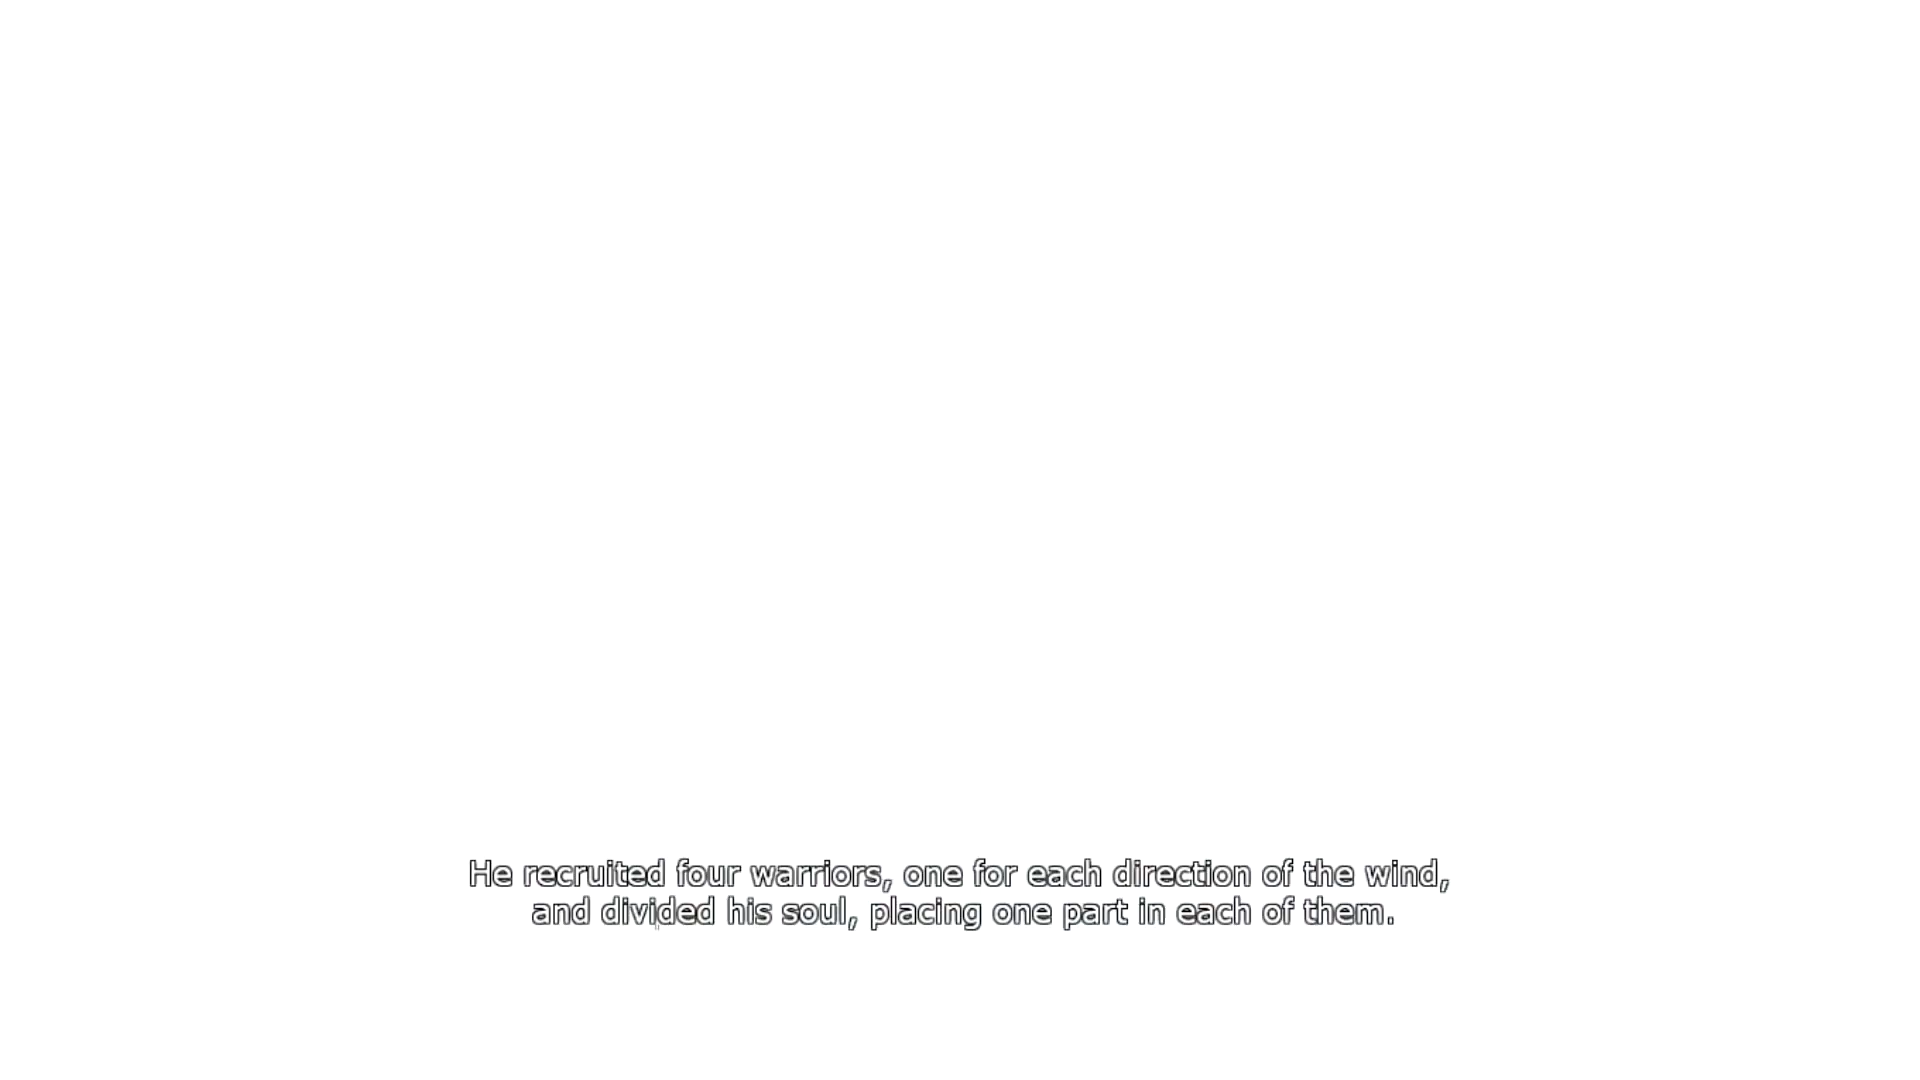 He recruited four warriors, one for each direction of the wind,
and divided his soul, placing one part in each of them.